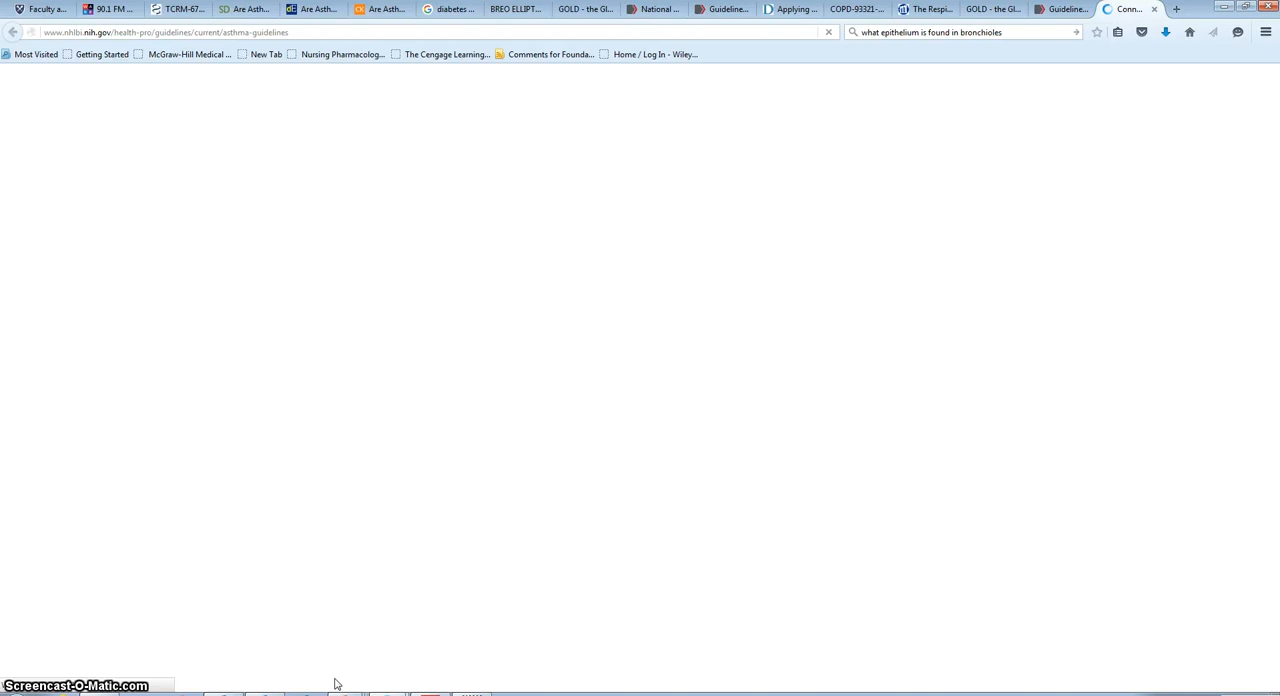 Faculty a... 90.1 FM ... TCRM-67... Are Asth... Are Asth... Are Asth... diabetes ... BREO ELLIPT... GOLD - the Gl... National ... Guideline... Applying ... COPD-93321-... The Respi... GOLD - the Gl... Guideline... Conn...
www.nhlbi.nih.gov/health-pro/guidelines/current/asthma-guidelines what epithelium is found in bronchioles
Most Visited Getting Started McGraw-Hill Medical ... New Tab Nursing Pharmacolog... The Cengage Learning... Comments for Founda... Home / Log In - Wiley...
Screencast-O-Matic.com